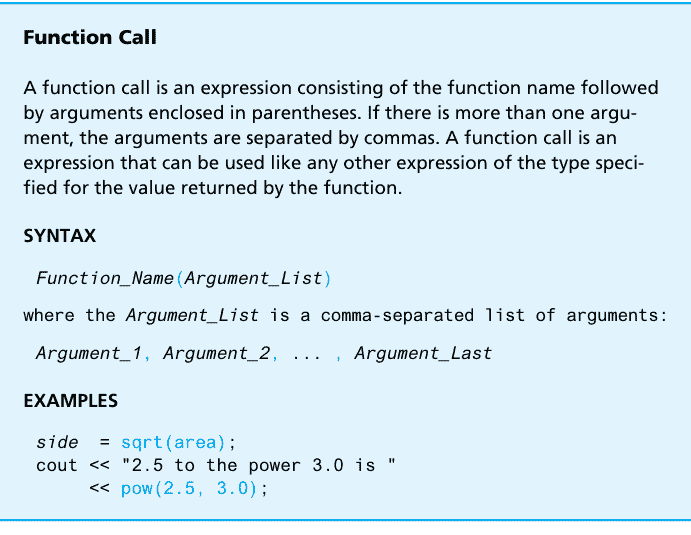 Function Call
A function call is an expression consisting of the function name followed
by arguments enclosed in parentheses. If there is more than one argu-
ment, the arguments are separated by commas. A function call is an
expression that can be used like any other expression of the type speci-
fied for the value returned by the function.
SYNTAX
Function_Name(Argument_List)
where the Argument_List is a comma-separated list of arguments:
Argument_1, Argument_2, ... , Argument_Last
EXAMPLES
side = sqrt(area);
cout << "2.5 to the power 3.0 is "
<< pow(2.5, 3.0);